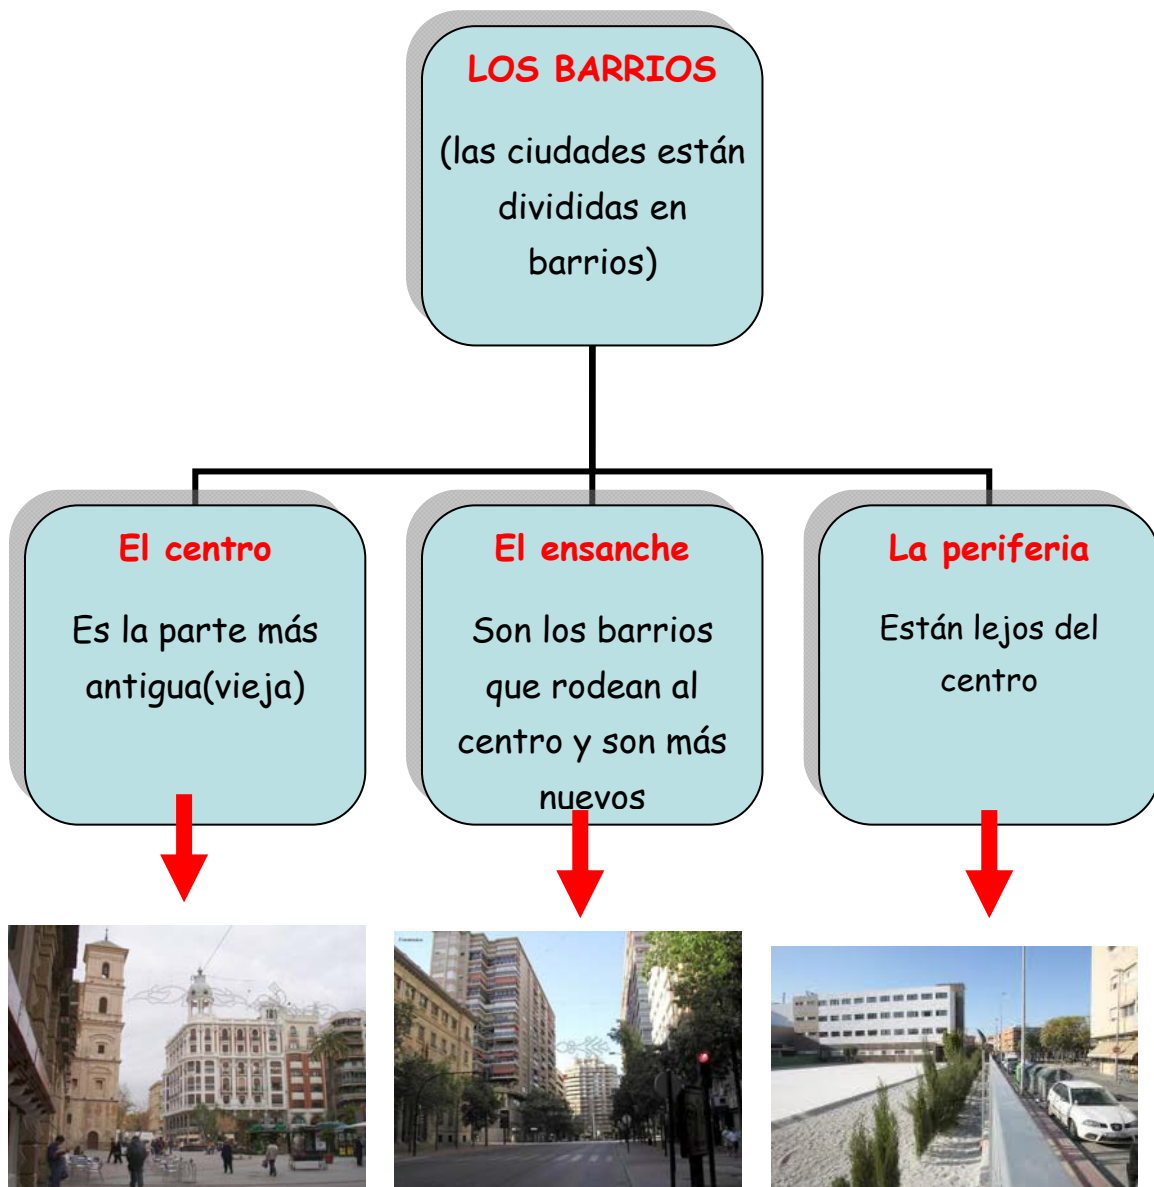 LOS BARRIOS
(las ciudades están
divididas en
barrios)
El centro
Es la parte más
antigua(vieja)
El ensanche
Son los barrios
que rodean al
centro y son más
nuevos
La periferia
Están lejos del
centro